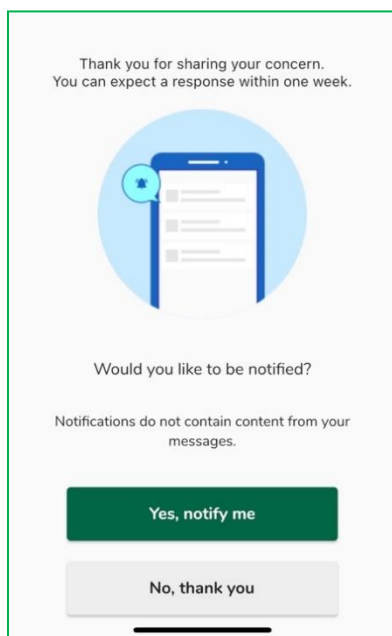 Thank you for sharing your concern.
You can expect a response within one week.
Would you like to be notified?
Notifications do not contain content from your
messages.
Yes, notify me
No, thank you